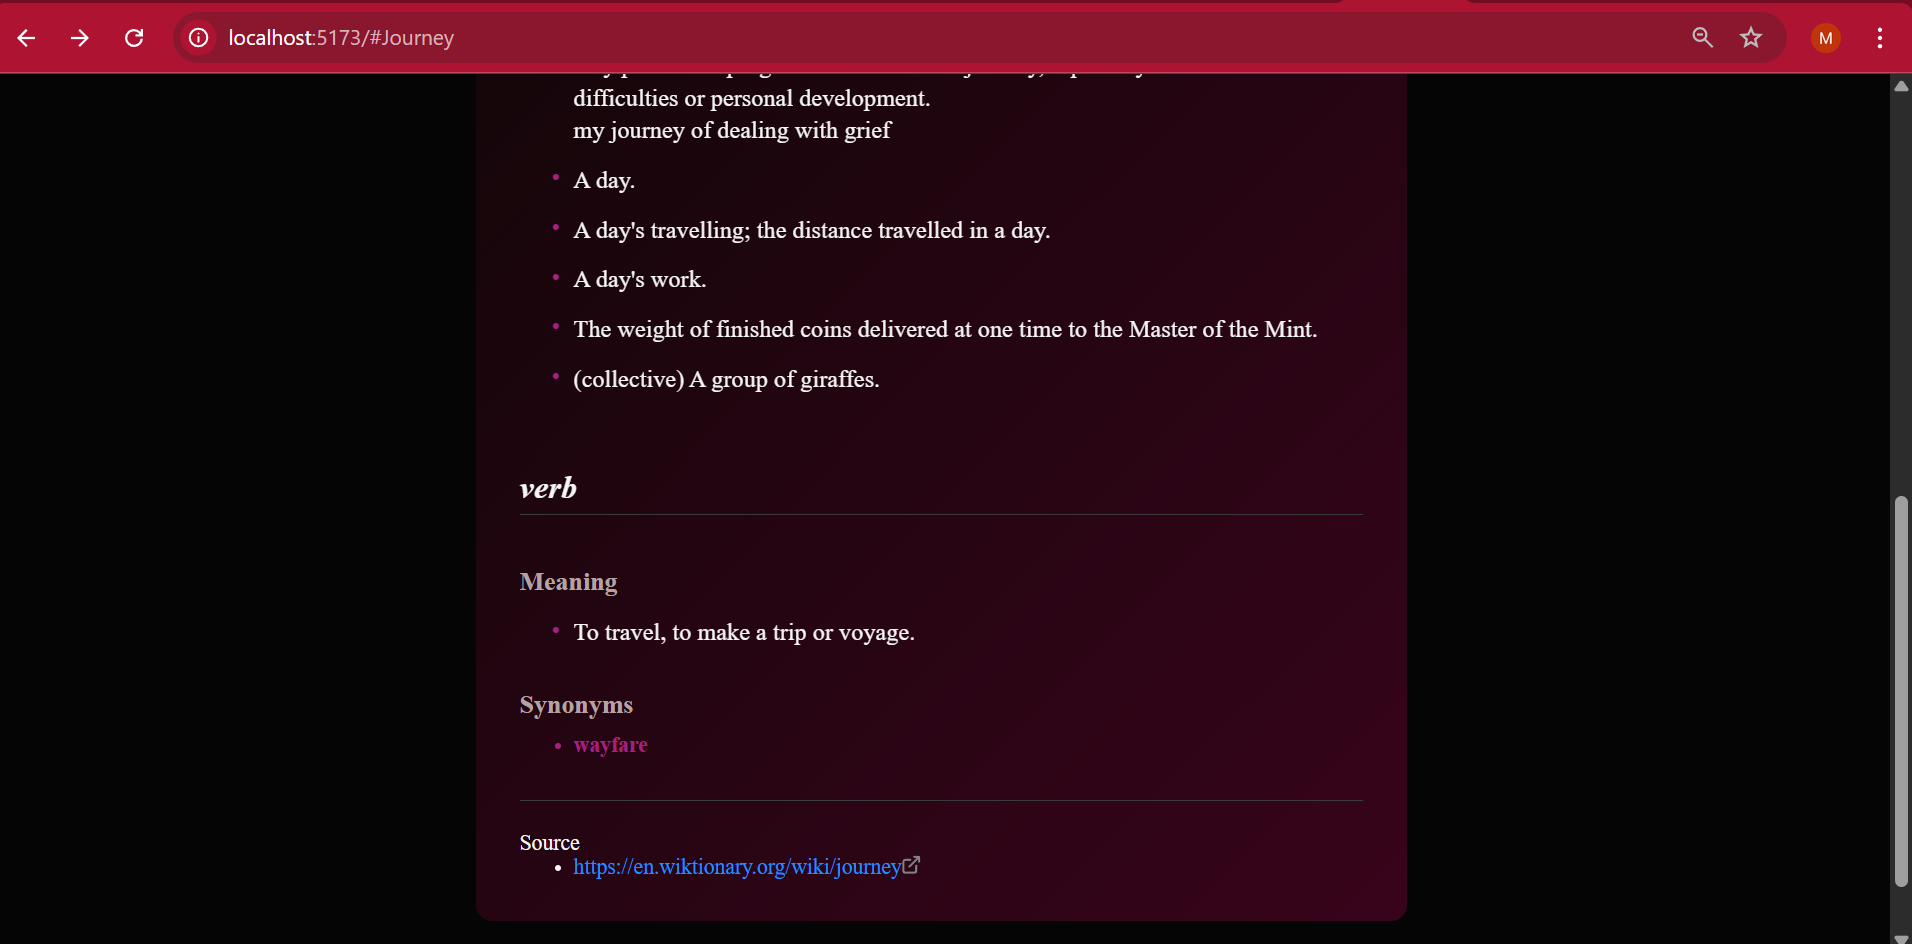 localhost:5173/#Journey
M
difficulties or personal development.
my journey of dealing with grief
• A day.
• A day's travelling; the distance travelled in a day.
• A day's work.
• The weight of finished coins delivered at one time to the Master of the Mint.
• (collective) A group of giraffes.
verb
Meaning
• To travel, to make a trip or voyage.
Synonyms
• wayfare
Source
• https://en.wiktionary.org/wiki/journey